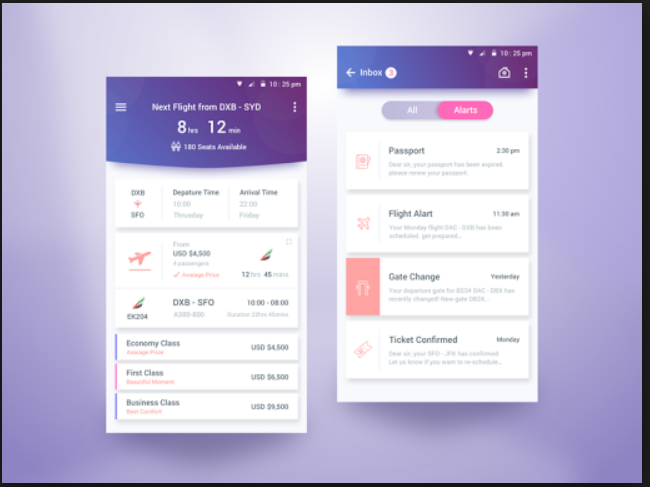 10:25 pm
Next Flight from DXB - SYD
8 hrs 12 min
180 Seats Available
DXB
SFO
Depature Time
10:00
Thrusday
Arrival Time
22:00
Friday
From
USD $4,500
4 passengers
Avarage Price
12 hrs 45 mins
EK204
DXB - SFO
A380-800
10:00 - 08:00
Duration 22hrs 45mins
Economy Class
Avarage Price
USD $4,500
First Class
Beautiful Moment
USD $6,500
Business Class
Best Comfort
USD $9,500
10:25 pm
Inbox 3
All
Alarts
Passport
2:30 pm
Dear sir, your passport has been expired.
please renew your passport.
Flight Alart
11:30 am
Your Monday flight DAC - DXB has been
scheduled. get prepared...
Gate Change
Yesterday
Your departure gate for BG34 DAC - DBX has
recently changed! New gate DB24...
Ticket Confirmed
Monday
Dear sir, your SFO - JFK has confirmed.
Let us know if you want to re-schedule...